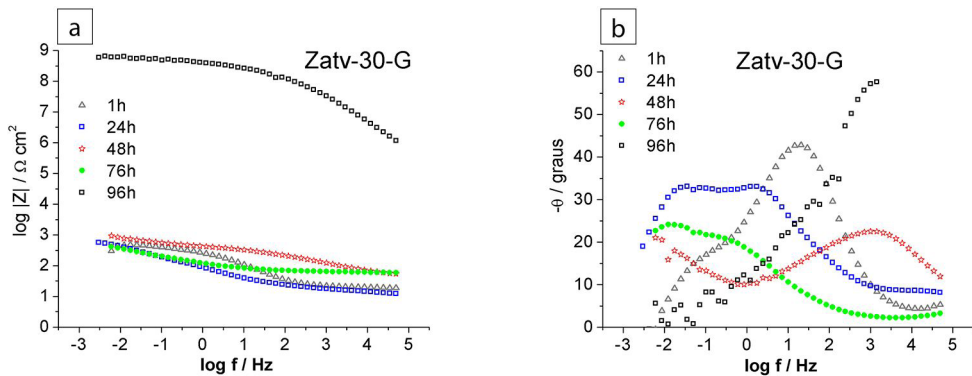 a
Zatv-30-G
9
8
7
6
5
4
3
2
1
0
log |Z| / Ω cm²
1h
24h
48h
76h
96h
-3 -2 -1 0 1 2 3 4 5
log f / Hz
b
Zatv-30-G
60
50
40
30
20
10
0
-θ / graus
1h
24h
48h
76h
96h
-3 -2 -1 0 1 2 3 4 5
log f / Hz